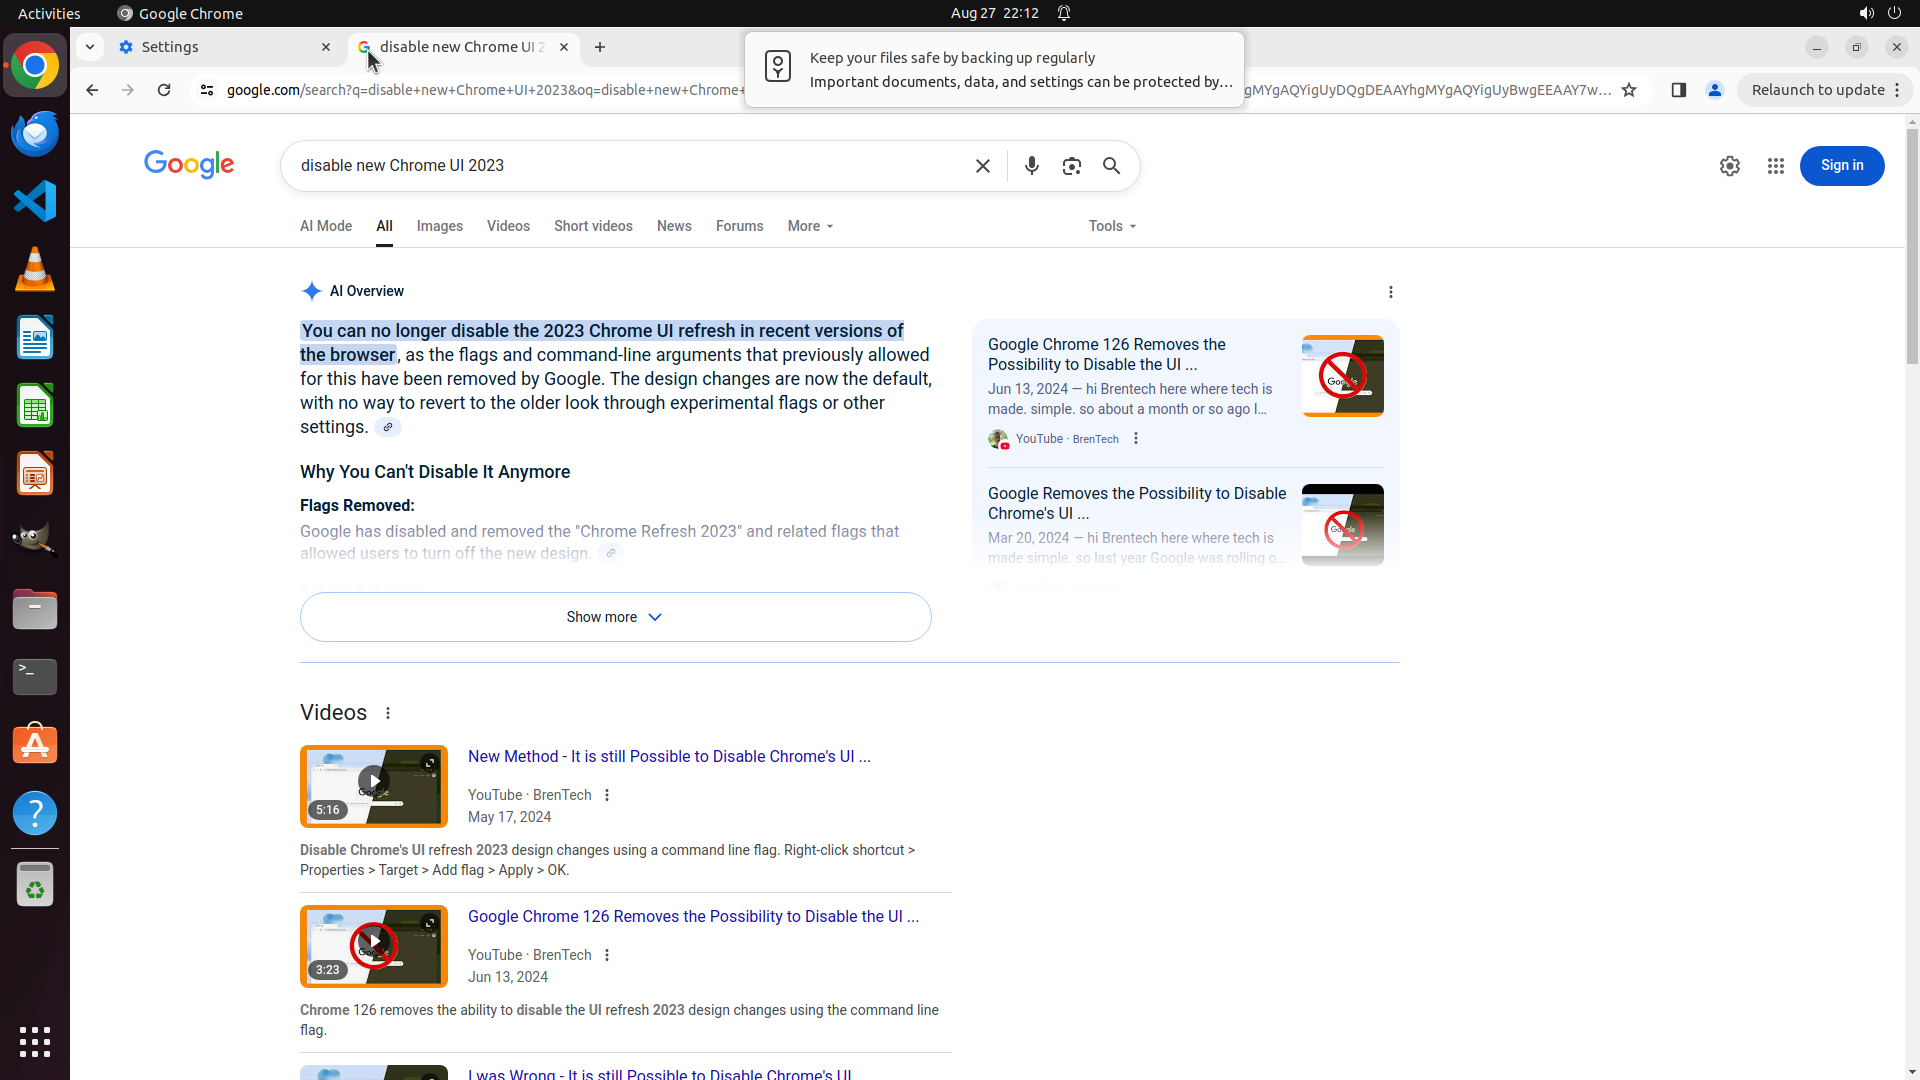 Activities
Google Chrome
Aug 27 22:12
Settings
disable new Chrome UI 2
Keep your files safe by backing up regularly
Important documents, data, and settings can be protected by…
google.com/search?q=disable+new+Chrome+UI+2023&oq=disable+new+Chrome+
gMYgAQYigUyDQgDEAAYhgMYgAQYigUyBwgEEAAY7w…
Relaunch to update
Google
disable new Chrome UI 2023
Sign in
AI Mode
All
Images
Videos
Short videos
News
Forums
More
Tools
AI Overview
You can no longer disable the 2023 Chrome UI refresh in recent versions of
the browser, as the flags and command-line arguments that previously allowed
for this have been removed by Google. The design changes are now the default,
with no way to revert to the older look through experimental flags or other
settings.
Why You Can't Disable It Anymore
Flags Removed:
Google has disabled and removed the "Chrome Refresh 2023" and related flags that
allowed users to turn off the new design.
Show more
Google Chrome 126 Removes the
Possibility to Disable the UI ...
Jun 13, 2024 — hi Brentech here where tech is
made. simple. so about a month or so ago I…
YouTube · BrenTech
Google Removes the Possibility to Disable
Chrome's UI ...
Mar 20, 2024 — hi Brentech here where tech is
made simple. so last year Google was rolling o…
Videos
New Method - It is still Possible to Disable Chrome's UI ...
YouTube · BrenTech
May 17, 2024
5:16
Disable Chrome's UI refresh 2023 design changes using a command line flag. Right-click shortcut >
Properties > Target > Add flag > Apply > OK.
Google Chrome 126 Removes the Possibility to Disable the UI ...
YouTube · BrenTech
Jun 13, 2024
3:23
Chrome 126 removes the ability to disable the UI refresh 2023 design changes using the command line
flag.
I was Wrong - It is still Possible to Disable Chrome's UI